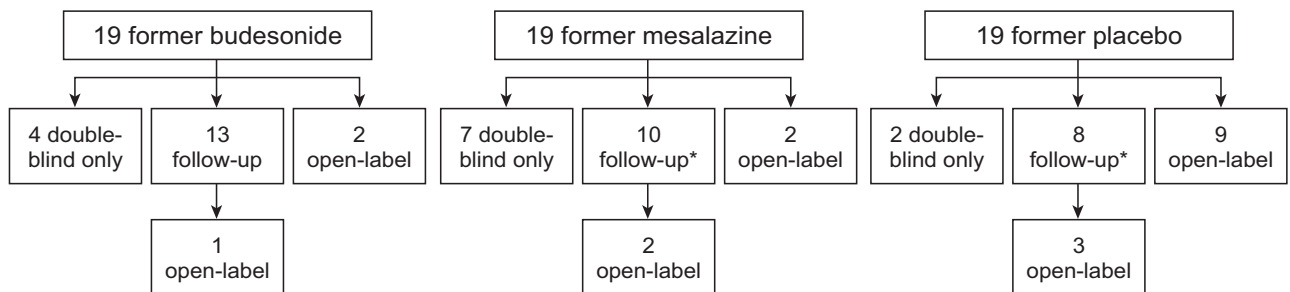 19 former budesonide
19 former mesalazine
19 former placebo
4 double-
blind only
13
follow-up
2
open-label
7 double-
blind only
10
follow-up*
2
open-label
2 double-
blind only
8
follow-up*
9
open-label
1
open-label
2
open-label
3
open-label